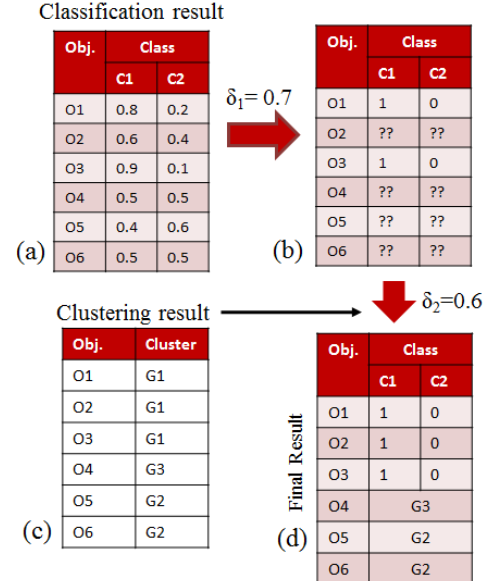 Classification result
Obj. Class
C1 C2
O1 0.8 0.2
O2 0.6 0.4
O3 0.9 0.1
O4 0.5 0.5
O5 0.4 0.6
O6 0.5 0.5
(a)
δ1= 0.7
Obj. Class
C1 C2
O1 1 0
O2 ?? ??
O3 1 0
O4 ?? ??
O5 ?? ??
O6 ?? ??
(b)
δ2=0.6
Clustering result
Obj. Cluster
O1 G1
O2 G1
O3 G1
O4 G3
O5 G2
O6 G2
(c)
Final Result
Obj. Class
C1 C2
O1 1 0
O2 1 0
O3 1 0
O4 G3
O5 G2
O6 G2
(d)